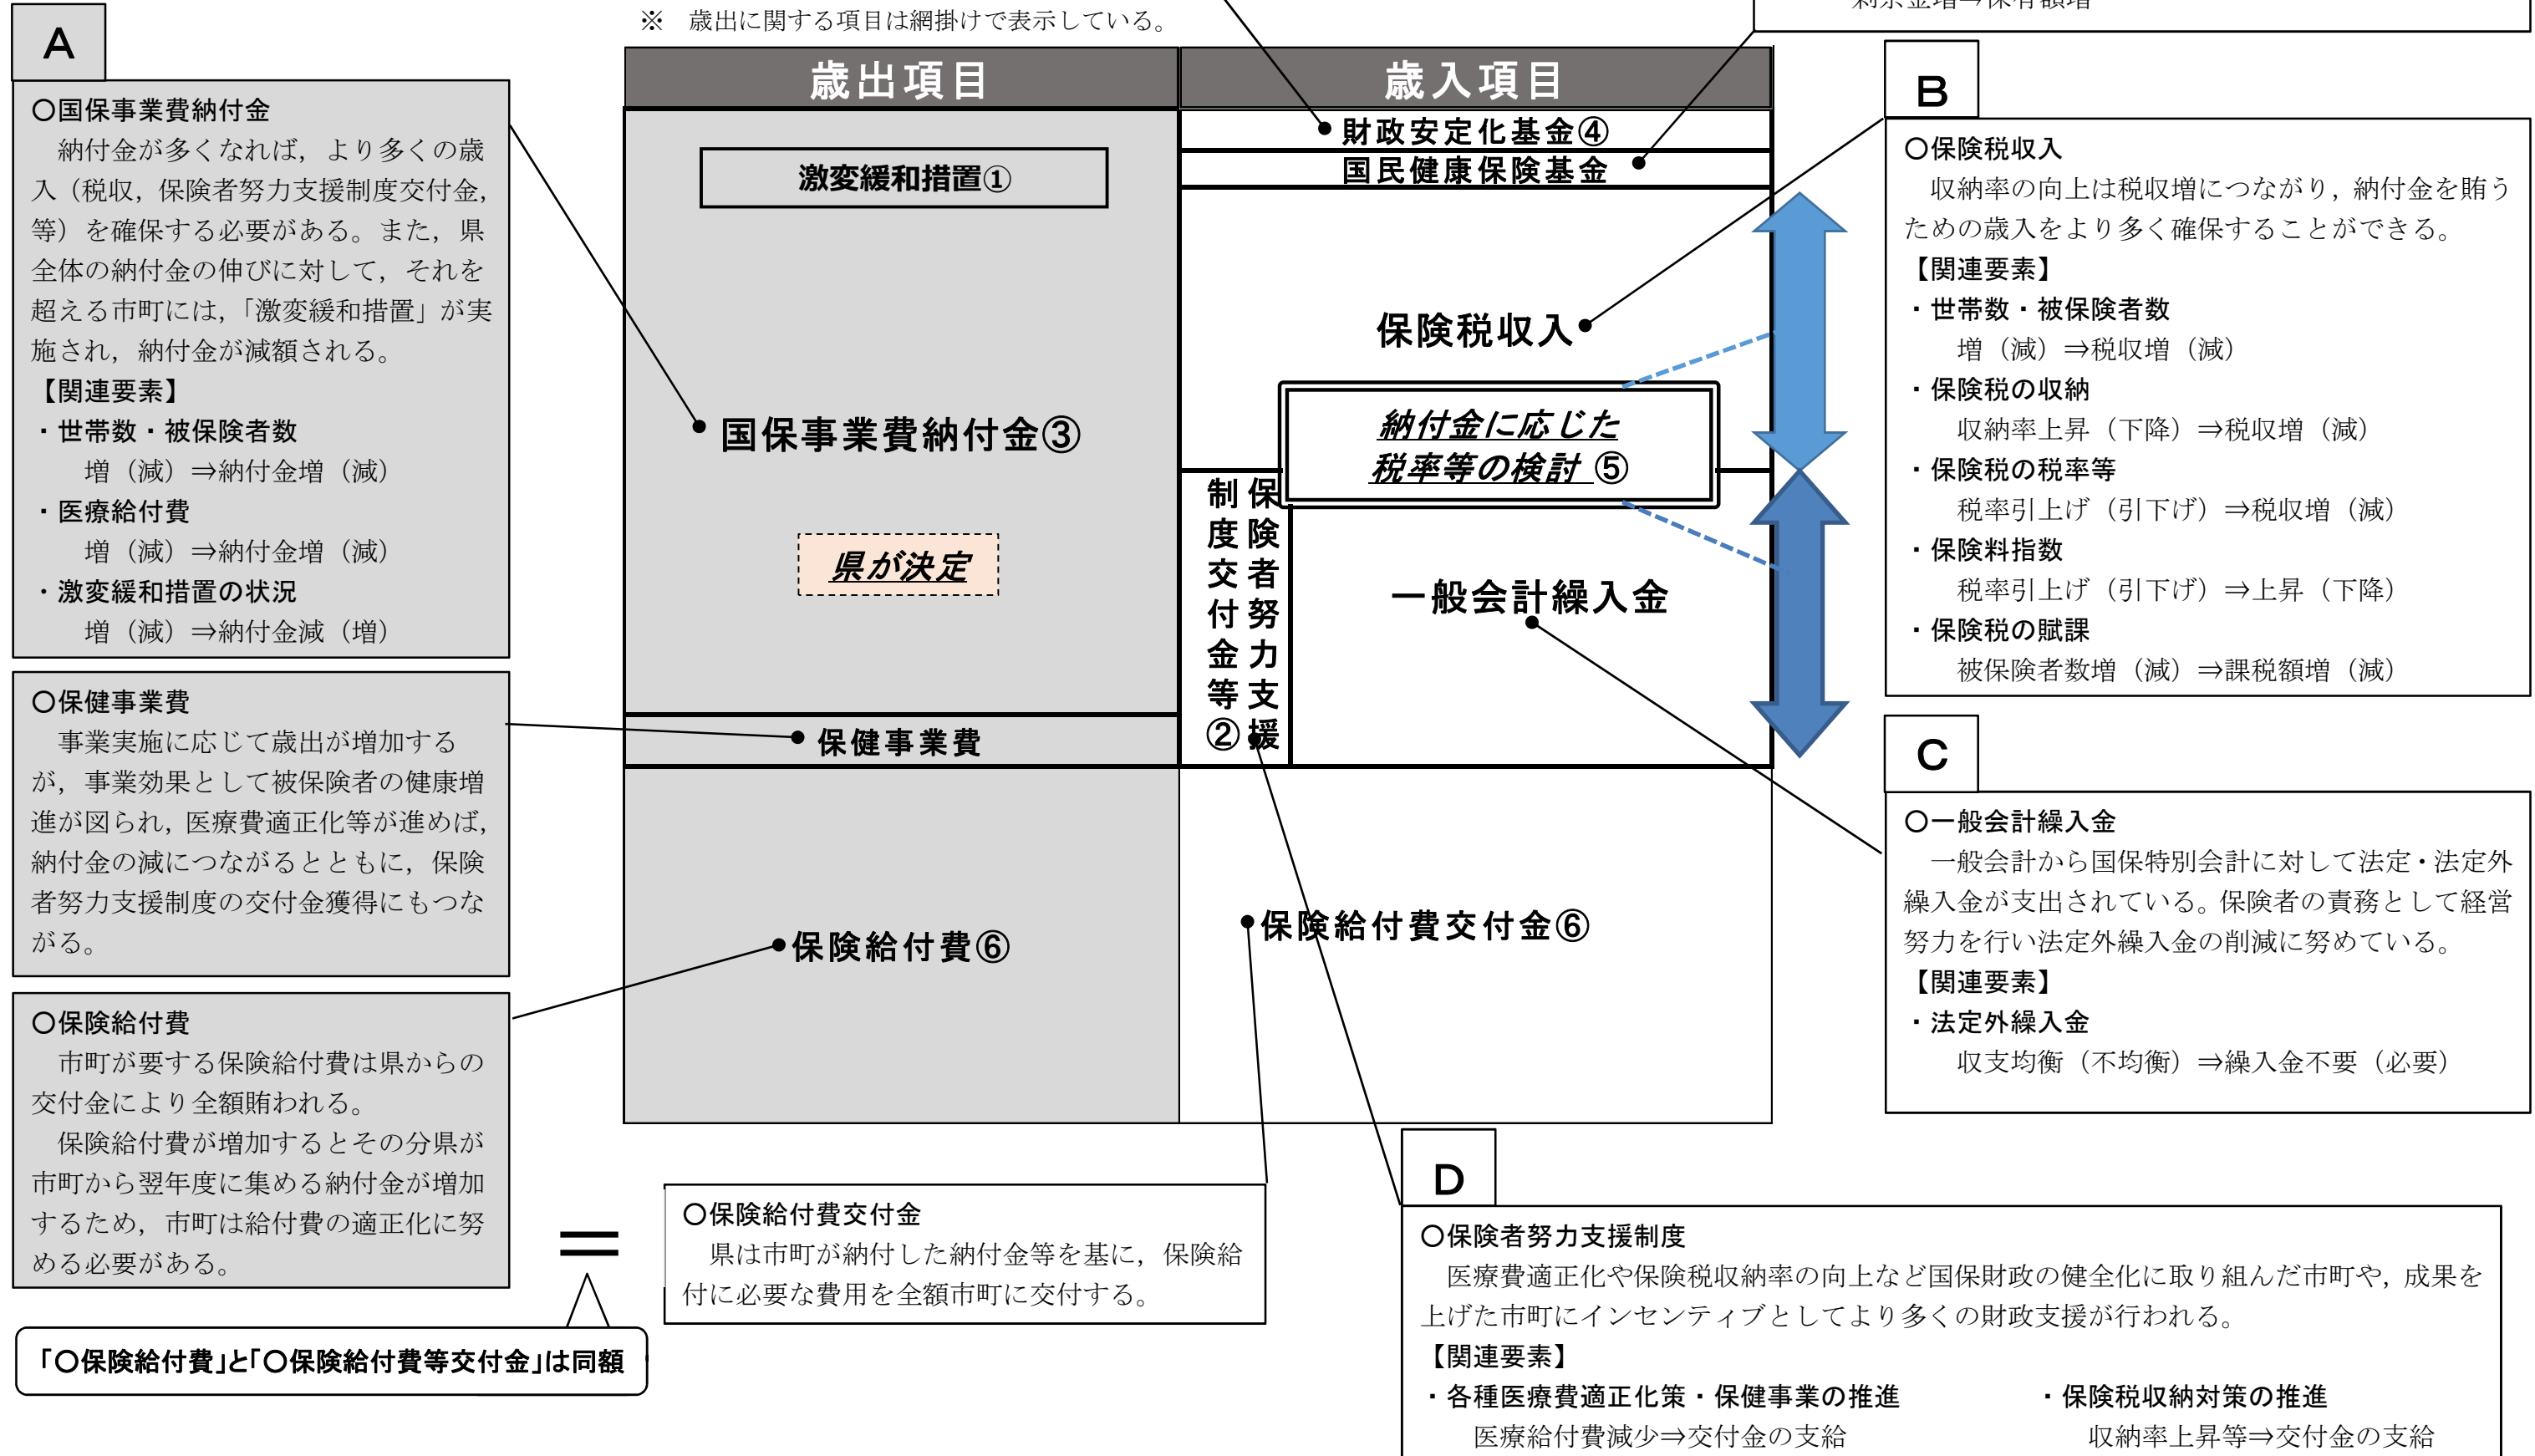 ※　歳出に関する項目は網掛けで表示している。
A
〇国保事業費納付金
納付金が多くなれば，より多くの歳
入（税収，保険者努力支援制度交付金，
等）を確保する必要がある。また，県
全体の納付金の伸びに対して，それを
超える市町には，「激変緩和措置」が実
施され，納付金が減額される。
【関連要素】
・世帯数・被保険者数
増（減）⇒納付金増（減）
・医療給付費
増（減）⇒納付金増（減）
・激変緩和措置の状況
増（減）⇒納付金減（増）
〇保健事業費
事業実施に応じて歳出が増加する
が，事業効果として被保険者の健康増
進が図られ，医療費適正化等が進めば，
納付金の減につながるとともに，保険
者努力支援制度の交付金獲得にもつな
がる。
〇保険給付費
市町が要する保険給付費は県からの
交付金により全額賄われる。
保険給付費が増加するとその分県が
市町から翌年度に集める納付金が増加
するため，市町は給付費の適正化に努
める必要がある。
「〇保険給付費」と「〇保険給付費等交付金」は同額
＝
歳出項目
激変緩和措置①
国保事業費納付金③
県が決定
保健事業費
保険給付費⑥
歳入項目
財政安定化基金④
国民健康保険基金
保険税収入
納付金に応じた
税率等の検討 ⑤
保険者努力支援
制度交付金等②
一般会計繰入金
保険給付費交付金⑥
〇保険給付費交付金
県は市町が納付した納付金等を基に，保険給
付に必要な費用を全額市町に交付する。
B
〇保険税収入
収納率の向上は税収増につながり，納付金を賄う
ための歳入をより多く確保することができる。
【関連要素】
・世帯数・被保険者数
増（減）⇒税収増（減）
・保険税の収納
収納率上昇（下降）⇒税収増（減）
・保険税の税率等
税率引上げ（引下げ）⇒税収増（減）
・保険料指数
税率引上げ（引下げ）⇒上昇（下降）
・保険税の賦課
被保険者数増（減）⇒課税額増（減）
C
〇一般会計繰入金
一般会計から国保特別会計に対して法定・法定外
繰入金が支出されている。保険者の責務として経営
努力を行い法定外繰入金の削減に努めている。
【関連要素】
・法定外繰入金
収支均衡（不均衡）⇒繰入金不要（必要）
D
〇保険者努力支援制度
医療費適正化や保険税収納率の向上など国保財政の健全化に取り組んだ市町や，成果を
上げた市町にインセンティブとしてより多くの財政支援が行われる。
【関連要素】
・各種医療費適正化策・保健事業の推進
医療給付費減少⇒交付金の支給
・保険税収納対策の推進
収納率上昇等⇒交付金の支給